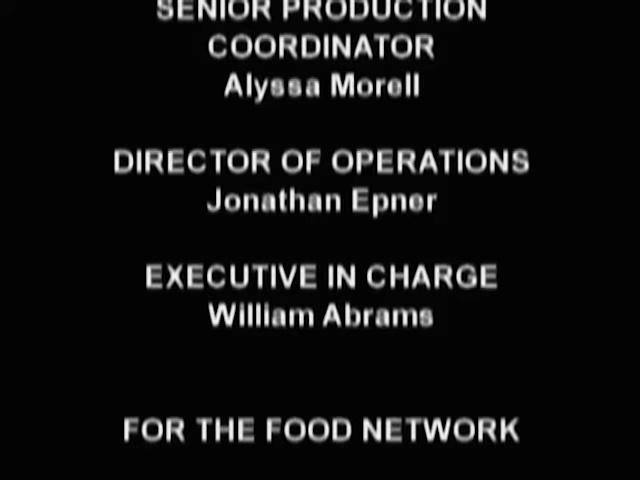 SENIOR PRODUCTION
COORDINATOR
Alyssa Morell
DIRECTOR OF OPERATIONS
Jonathan Epner
EXECUTIVE IN CHARGE
William Abrams
FOR THE FOOD NETWORK